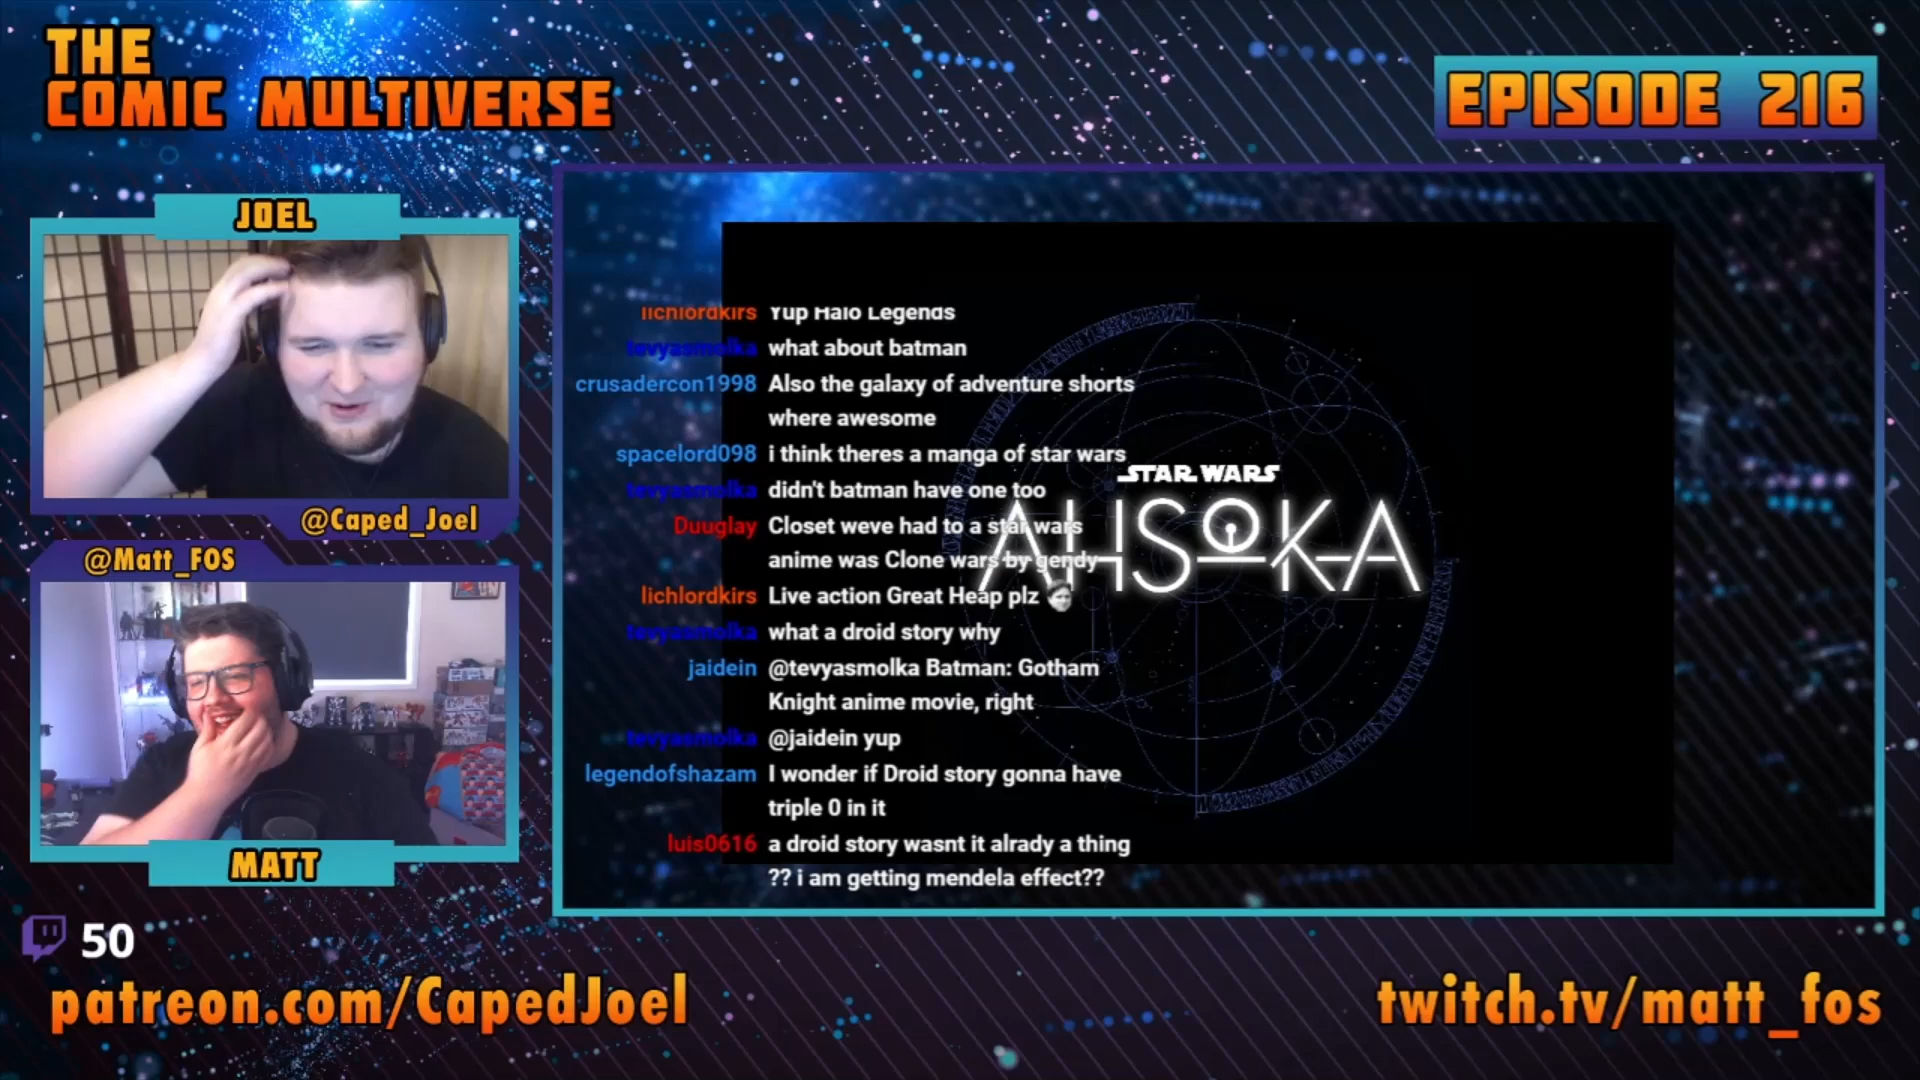 THE
COMIC MULTIVERSE
EPISODE 216
JOEL
@Caped_Joel
@Matt_FOS
MATT
lichlordkirs Yup Halo Legends
tevyasmolka what about batman
crusadercon1998 Also the galaxy of adventure shorts
where awesome
spacelord098 i think theres a manga of star wars
tevyasmolka didn't batman have one too
Duuglay Closet weve had to a star wars
anime was Clone wars by gendy
lichlordkirs Live action Great Heap plz
tevyasmolka what a droid story why
jaidein @tevyasmolka Batman: Gotham
Knight anime movie, right
tevyasmolka @jaidein yup
legendofshazam I wonder if Droid story gonna have
triple 0 in it
luis0616 a droid story wasnt it alrady a thing
?? i am getting mendela effect??
STAR WARS
AHSOKA
50
patreon.com/CapedJoel
twitch.tv/matt_fos